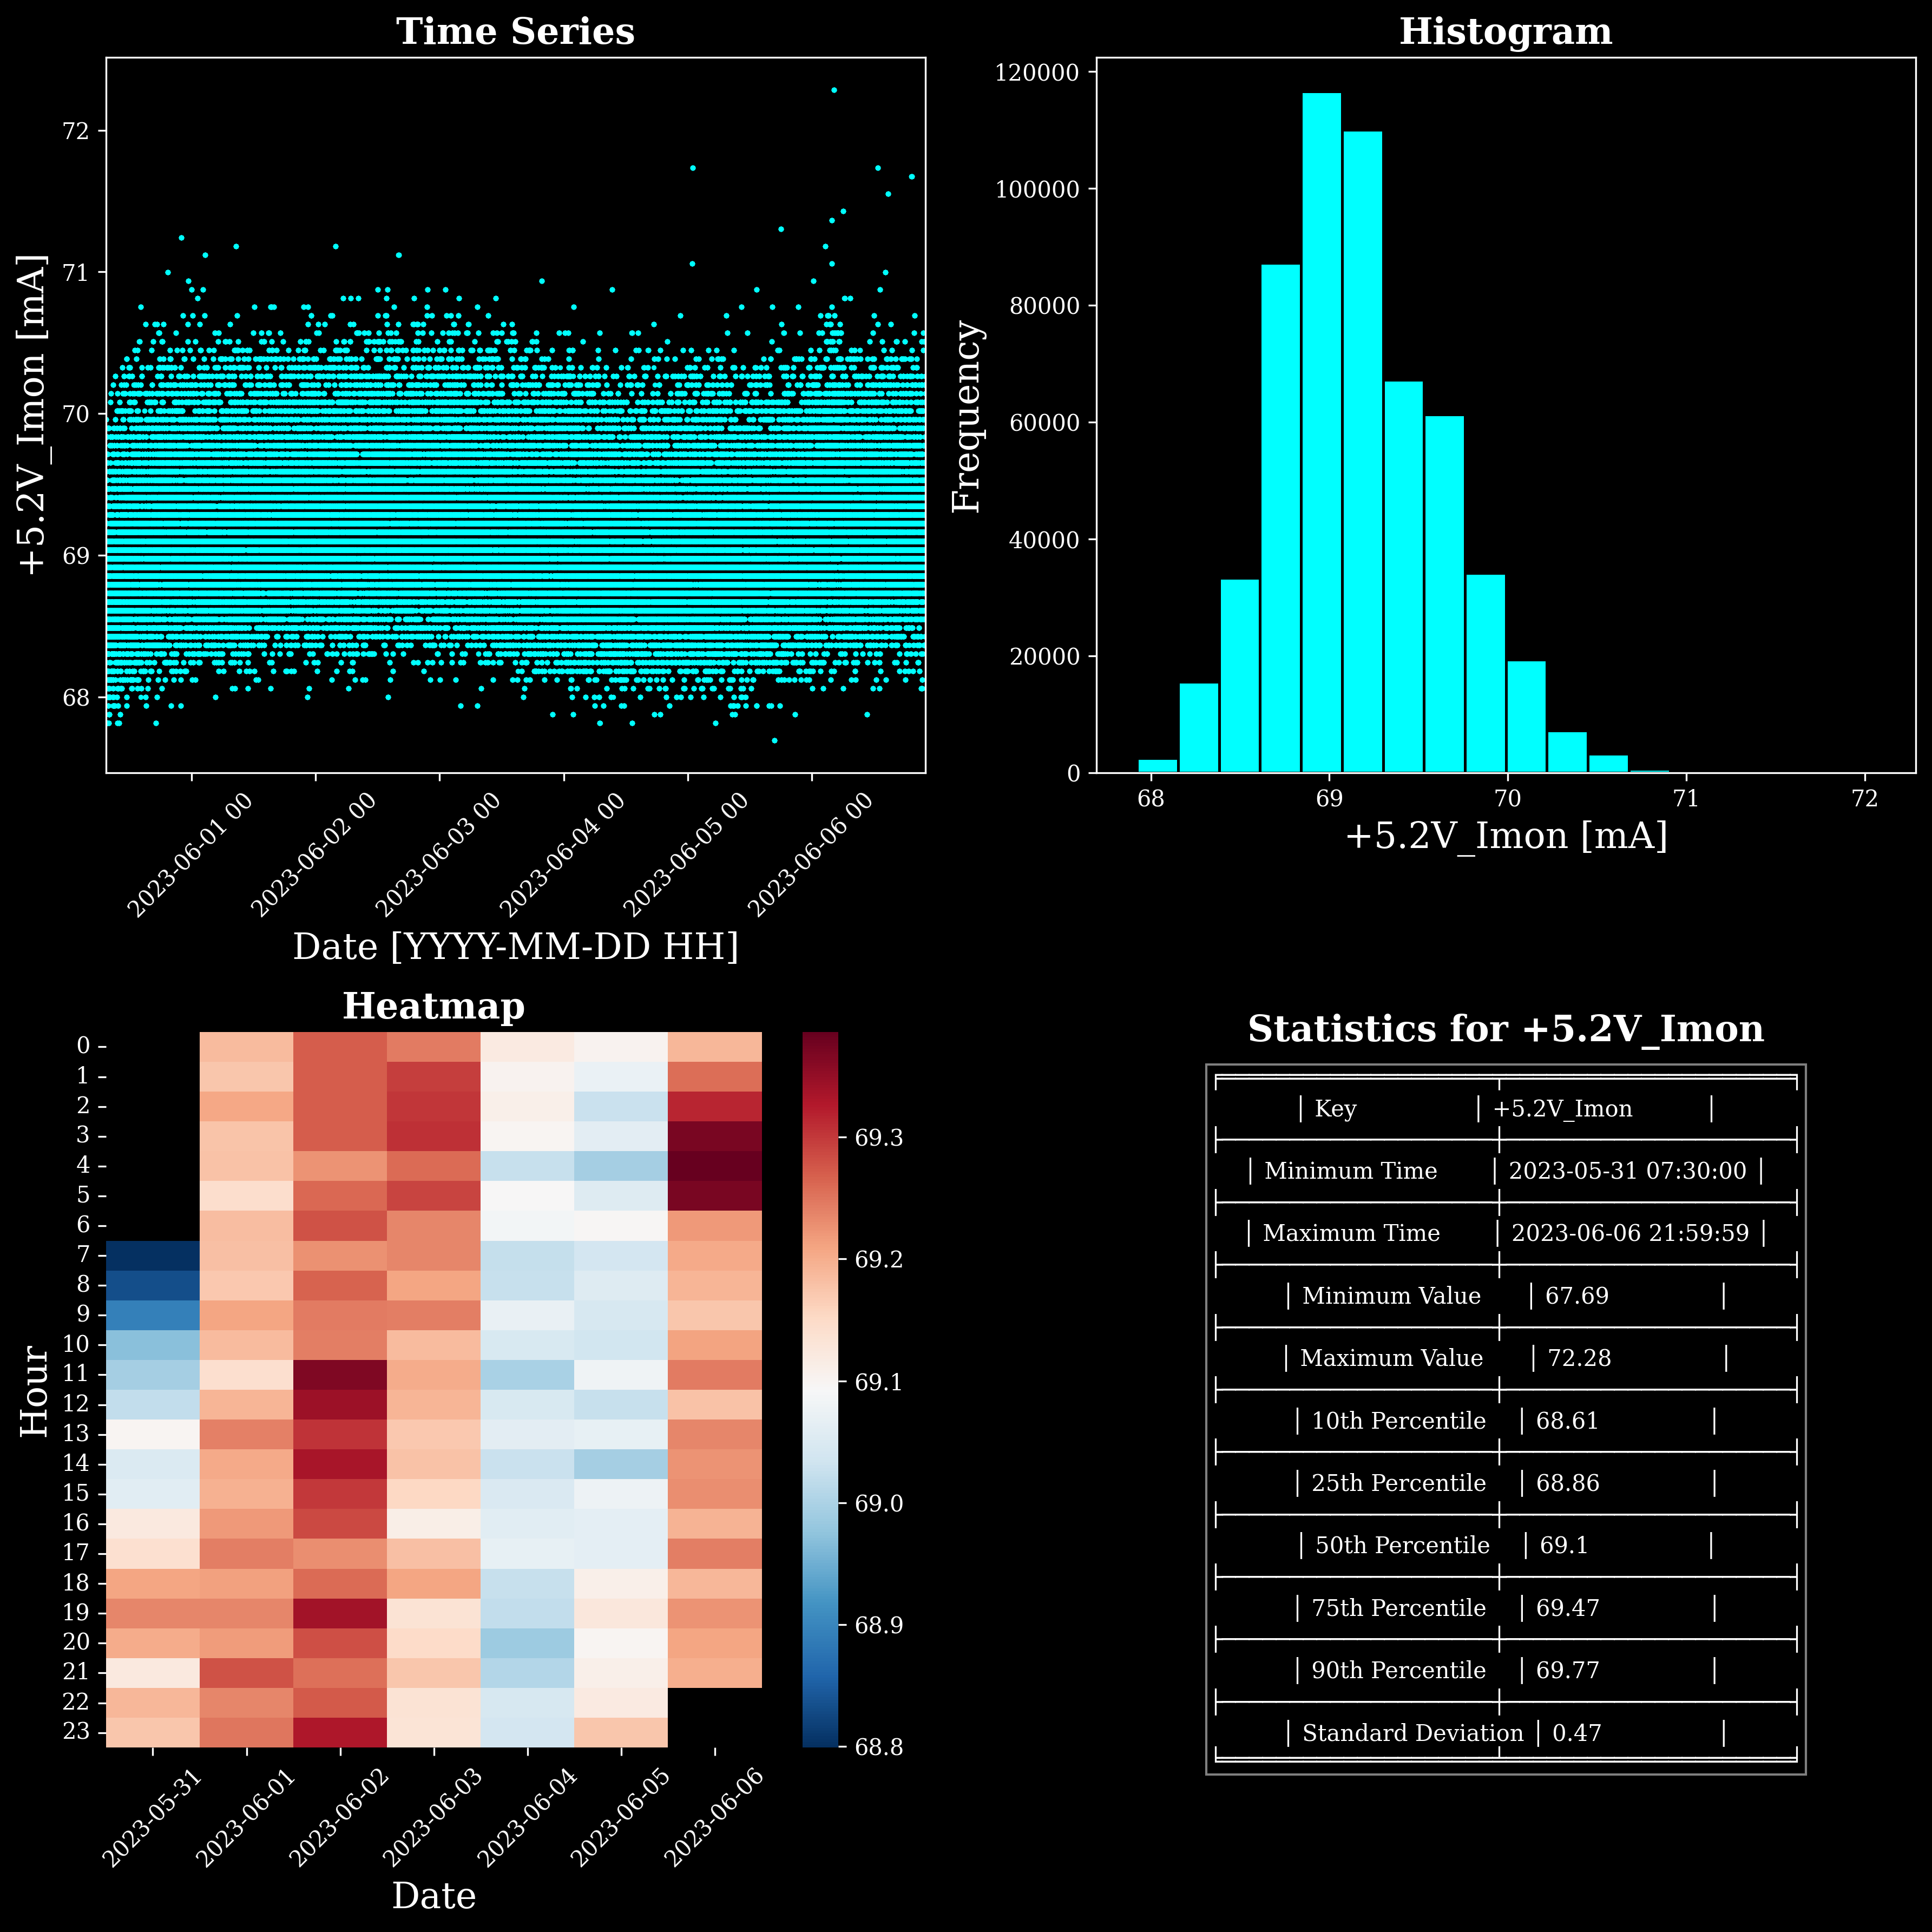 Time Series
+5.2V_Imon [mA]
72
71
70
69
68
2023-06-01 00
2023-06-02 00
2023-06-03 00
2023-06-04 00
2023-06-05 00
2023-06-06 00
Date [YYYY-MM-DD HH]
Histogram
Frequency
120000
100000
80000
60000
40000
20000
0
68
69
70
71
72
+5.2V_Imon [mA]
Heatmap
Hour
0
1
2
3
4
5
6
7
8
9
10
11
12
13
14
15
16
17
18
19
20
21
22
23
2023-05-31
2023-06-01
2023-06-02
2023-06-03
2023-06-04
2023-06-05
2023-06-06
Date
69.3
69.2
69.1
69.0
68.9
68.8
Statistics for +5.2V_Imon
| Key | +5.2V_Imon |
| Minimum Time | 2023-05-31 07:30:00 |
| Maximum Time | 2023-06-06 21:59:59 |
| Minimum Value | 67.69 |
| Maximum Value | 72.28 |
| 10th Percentile | 68.61 |
| 25th Percentile | 68.86 |
| 50th Percentile | 69.1 |
| 75th Percentile | 69.47 |
| 90th Percentile | 69.77 |
| Standard Deviation | 0.47 |